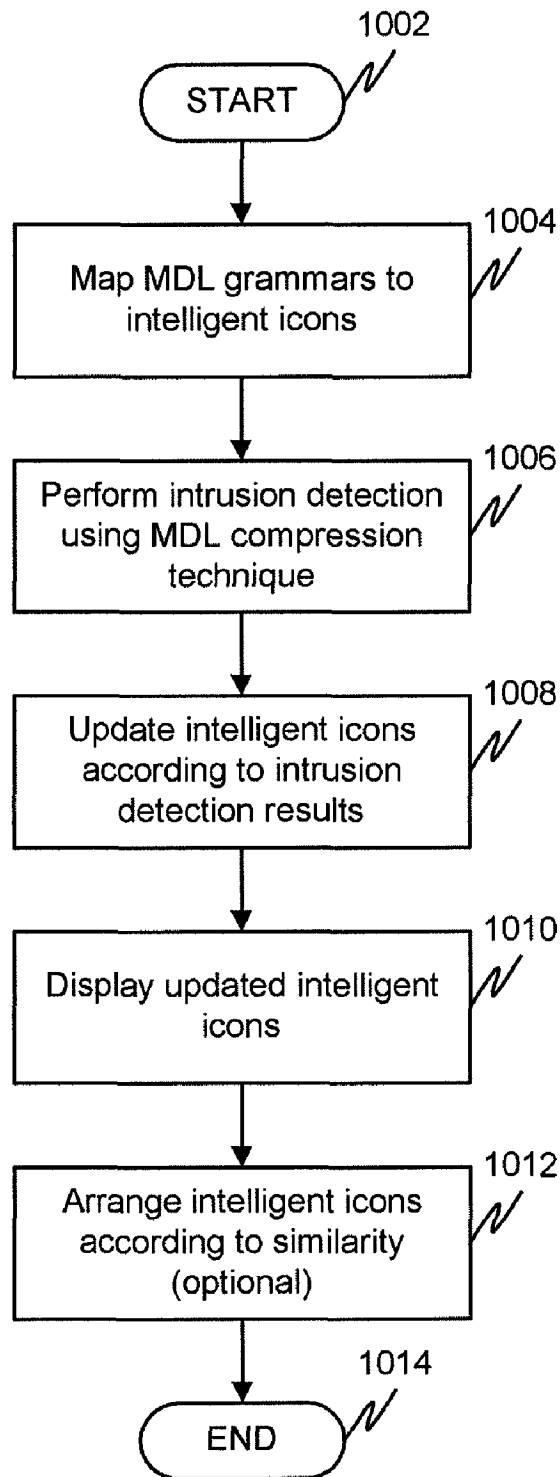 1002
START
1004
Map MDL grammars to
intelligent icons
1006
Perform intrusion detection
using MDL compression
technique
1008
Update intelligent icons
according to intrusion
detection results
1010
Display updated intelligent
icons
1012
Arrange intelligent icons
according to similarity
(optional)
1014
END